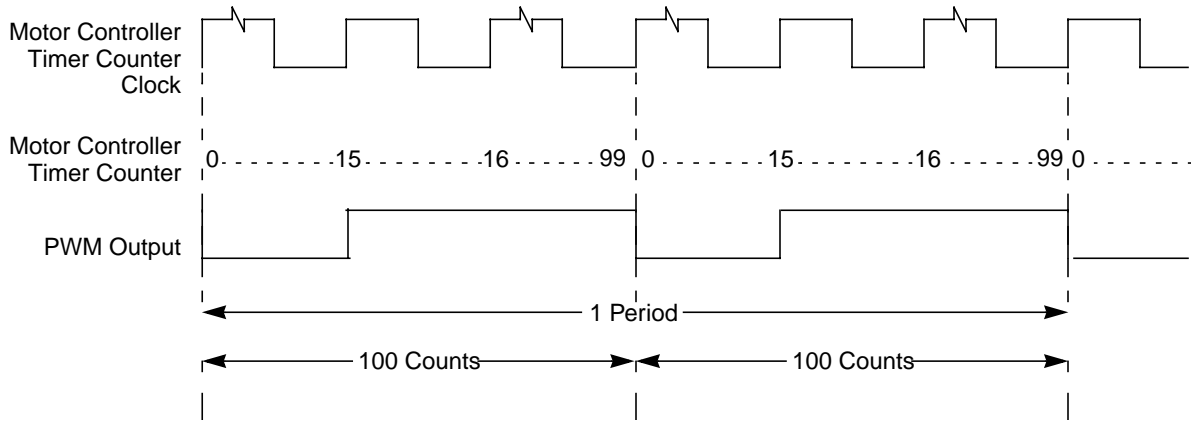 Motor Controller
Timer Counter
Clock
Motor Controller
Timer Counter
0 15 16 99 0 15 16 99 0
PWM Output
1 Period
100 Counts 100 Counts